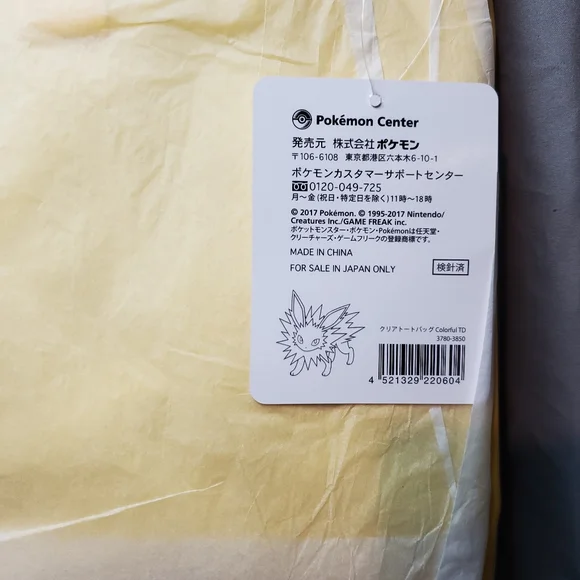 Pokémon Center
発売元 株式会社ポケモン
〒106-6108 東京都港区六本木6-10-1
ポケモンカスタマーサポートセンター
0120-049-725
月～金(祝日・特定日を除く)11時～18時
© 2017 Pokémon. © 1995-2017 Nintendo/
Creatures Inc./GAME FREAK inc.
ポケットモンスター・ポケモン・Pokémonは任天堂・
クリーチャーズ・ゲームフリークの登録商標です。
MADE IN CHINA
FOR SALE IN JAPAN ONLY
検針済
クリアトートバッグ Colorful TD
3780-3850
4 521329 220604